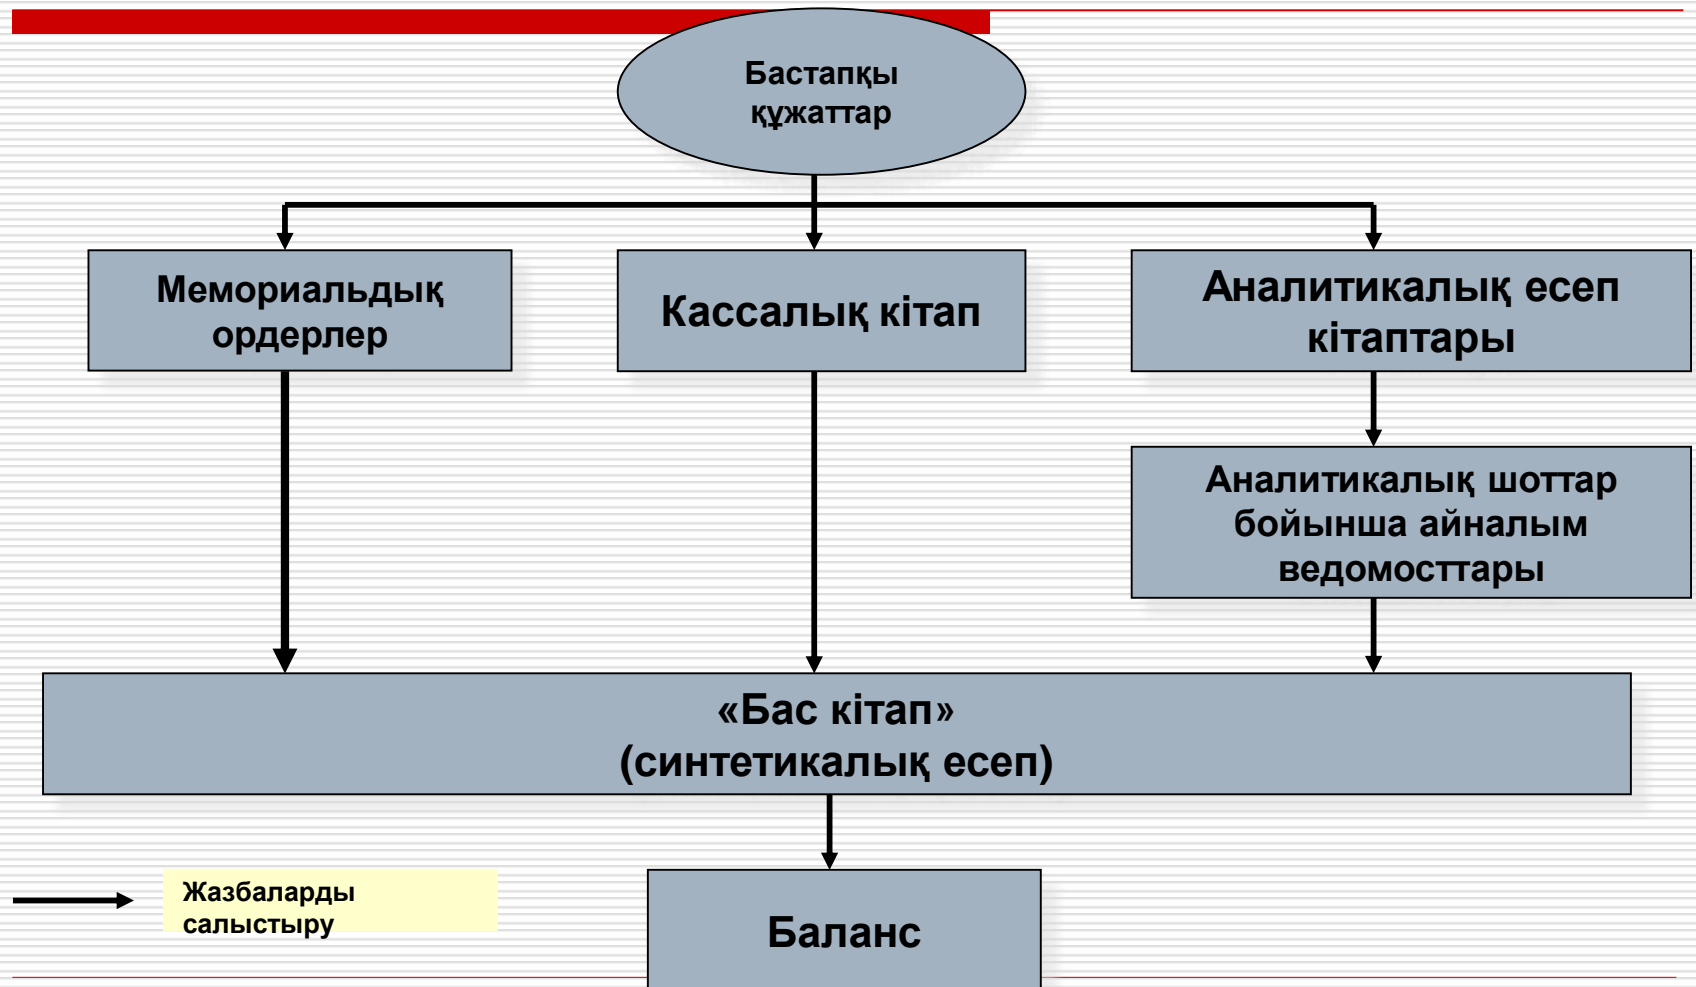 Бастапқы
құжаттар
Мемориальдық
ордерлер
Кассалық кітап
Аналитикалық есеп
кітаптары
Аналитикалық шоттар
бойынша айналым
ведомосттары
«Бас кітап»
(синтетикалық есеп)
Жазбаларды
салыстыру
Баланс